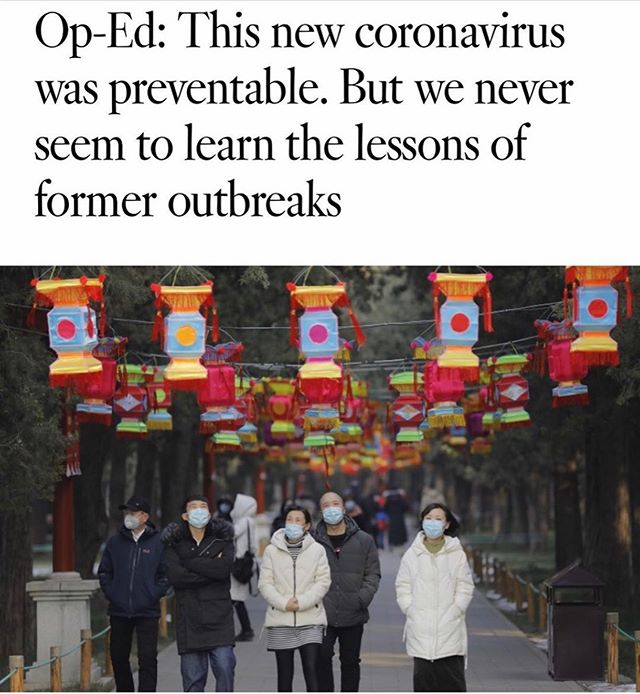 Op-Ed: This new coronavirus
was preventable. But we never
seem to learn the lessons of
former outbreaks